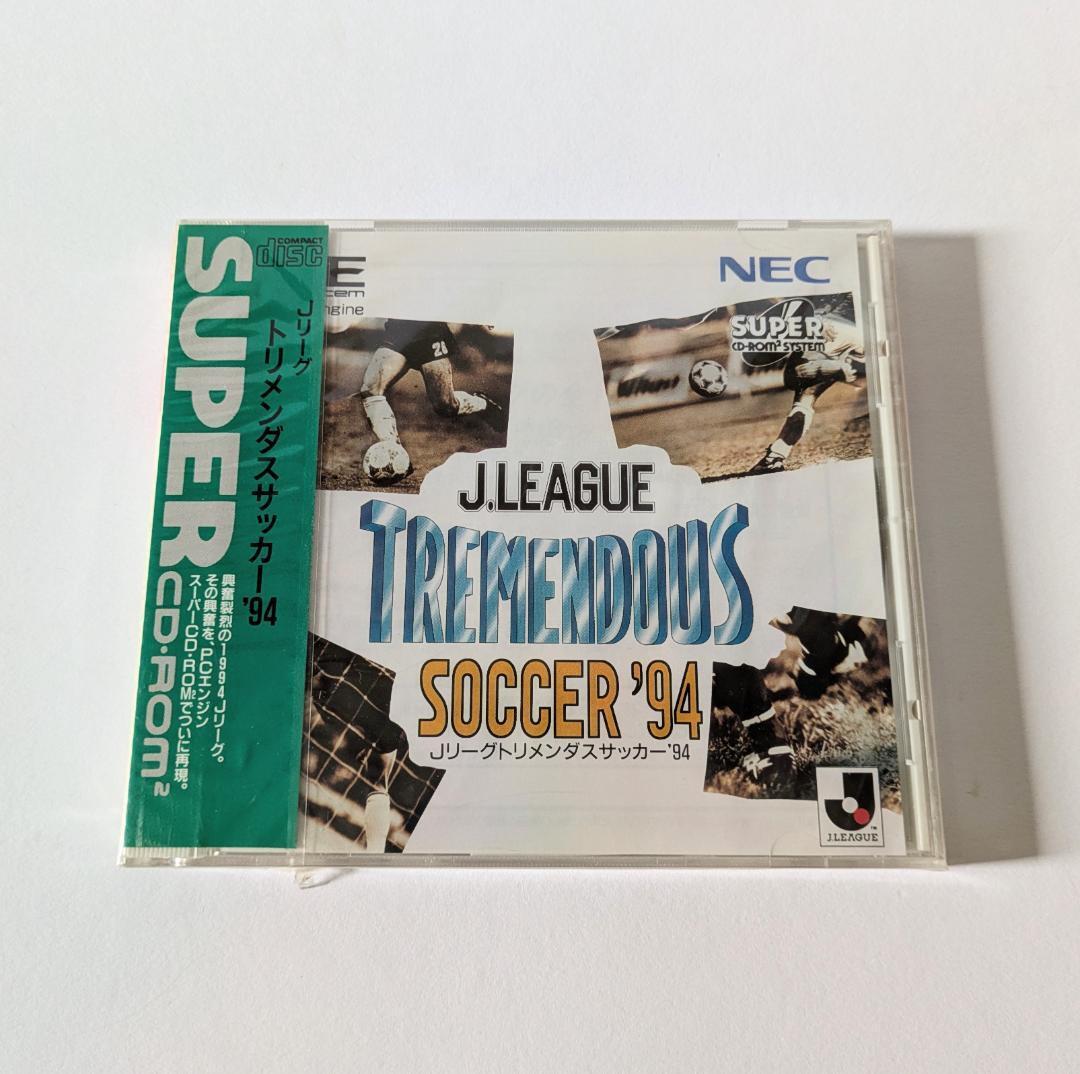 COMPACT
disc
SUPER CD-ROM2
Jリーグ
トリメンダスサッカー'94
興奮裂烈の1994Jリーグ。
その興奮を、PCエンジン
スーパーCD・ROM2でついに再現。
E
tem
ngine
NEC
SUPER
CD-ROM2 SYSTEM
28
J.LEAGUE
TREMENDOUS
SOCCER '94
Jリーグトリメンダスサッカー'94
J.LEAGUE
TM